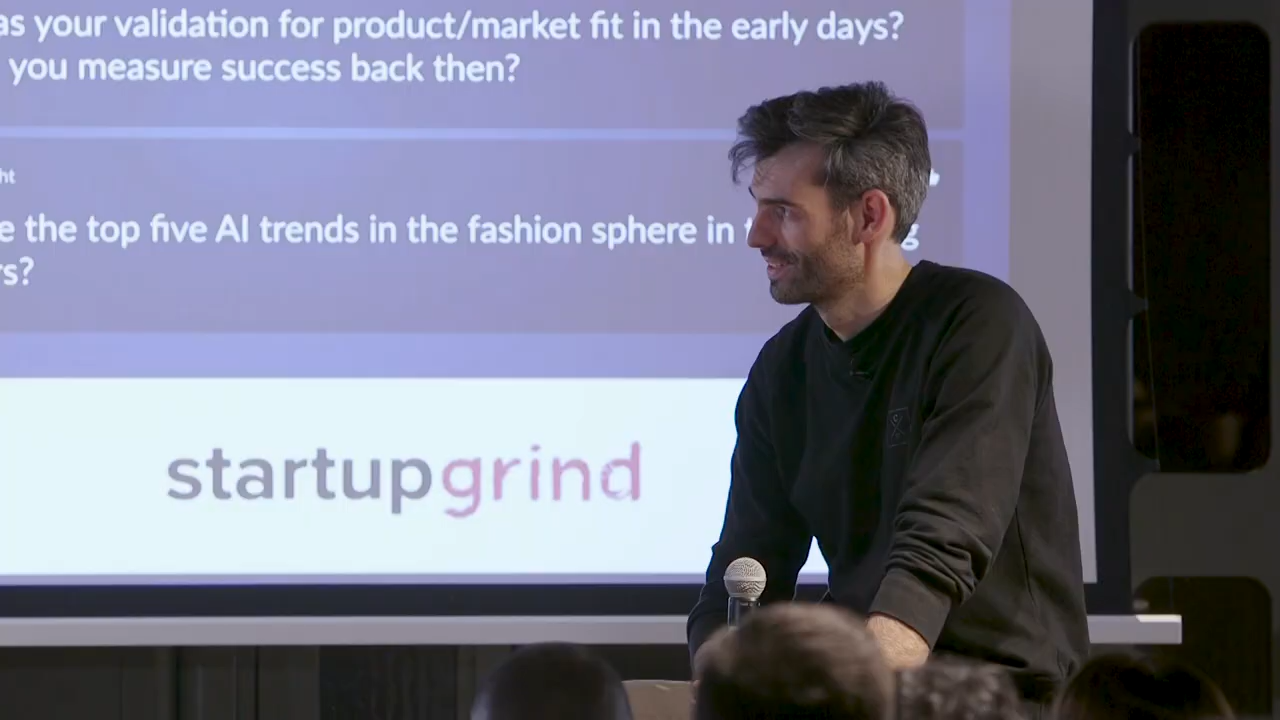 as your validation for product/market fit in the early days?
you measure success back then?
ht
e the top five AI trends in the fashion sphere in g
rs?
startupgrind